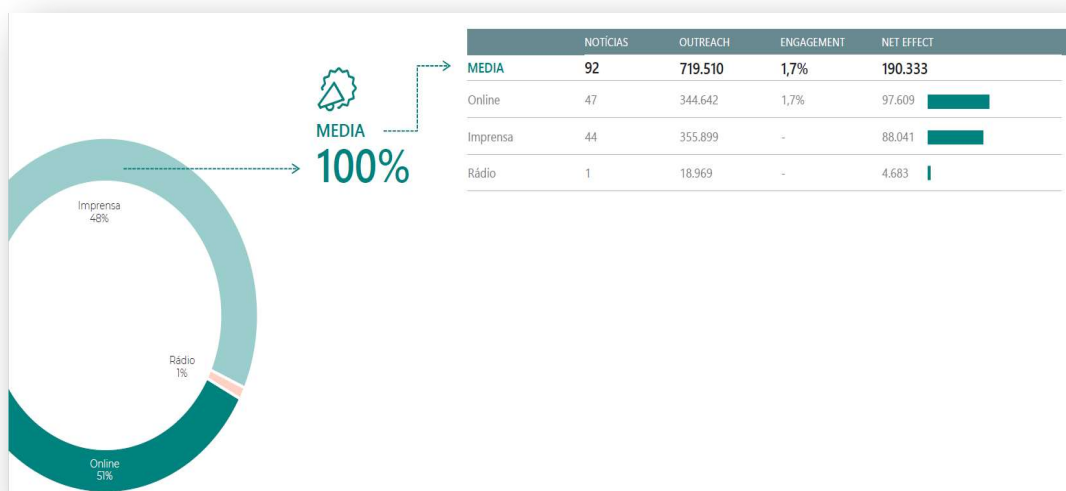 NOTÍCIAS OUTREACH ENGAGEMENT NET EFFECT
MEDIA 92 719.510 1,7% 190.333
Online 47 344.642 1,7% 97.609
Imprensa 44 355.899 - 88.041
Rádio 1 18.969 - 4.683
MEDIA
100%
Imprensa
48%
Rádio
1%
Online
51%